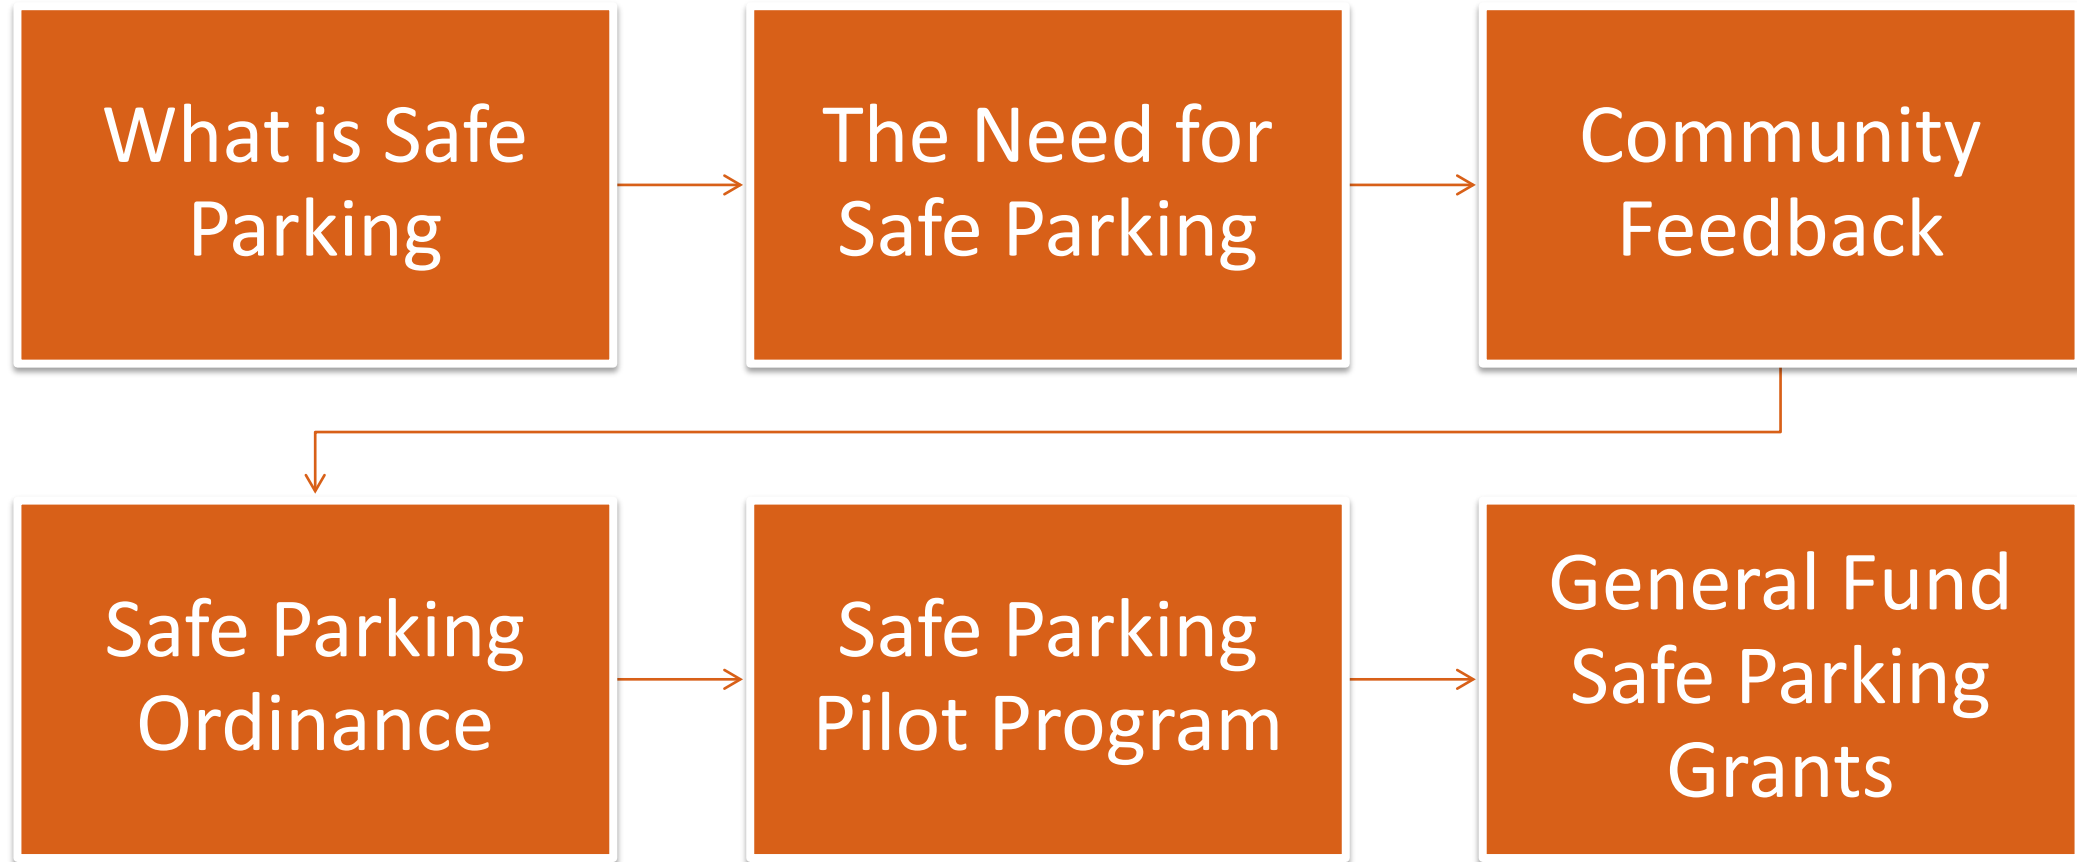 What is Safe
Parking
The Need for
Safe Parking
Community
Feedback
Safe Parking
Ordinance
Safe Parking
Pilot Program
General Fund
Safe Parking
Grants